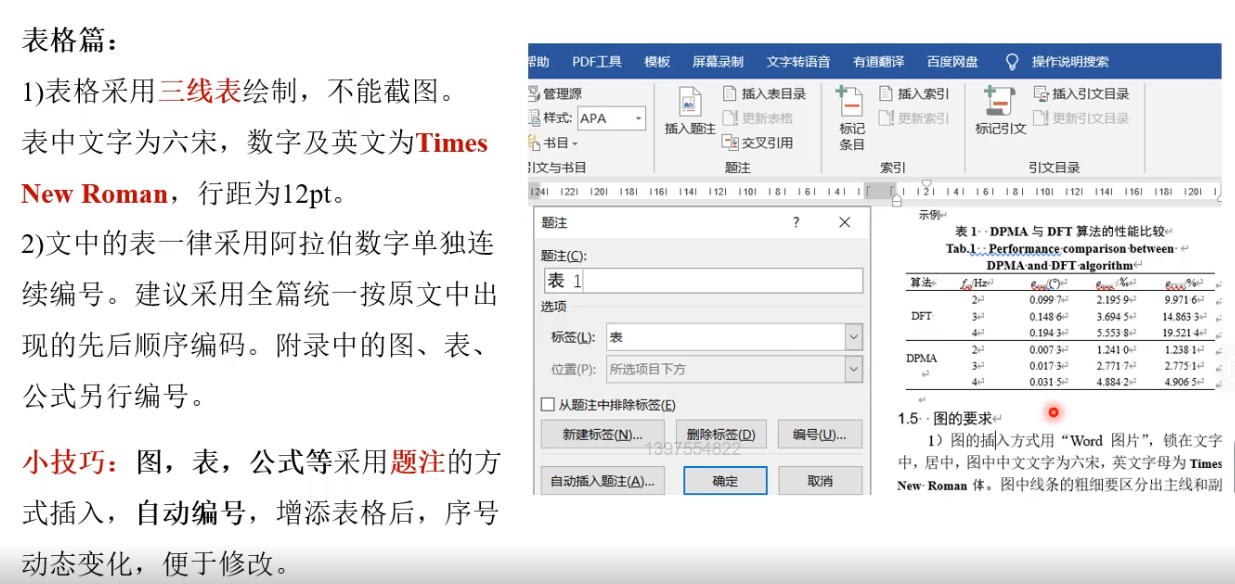 表格篇：
1)表格采用三线表绘制，不能截图。
表中文字为六宋，数字及英文为Times
New Roman，行距为12pt。
2)文中的表一律采用阿拉伯数字单独连
续编号。建议采用全篇统一按原文中出
现的先后顺序编码。附录中的图、表、
公式另行编号。
小技巧：图，表，公式等采用题注的方
式插入，自动编号，增添表格后，序号
动态变化，便于修改。
帮助 PDF工具 模板 屏幕录制 文字转语音 有道翻译 百度网盘 操作说明搜索
管理源
样式: APA
书目
引文与书目
插入题注
插入表目录
更新表格
交叉引用
题注
标记
条目
插入索引
更新索引
索引
标记引文
插入引文目录
更新引文目录
引文目录
24 22 20 18 16 14 12 10 8 6 4 2 4 6 8 10 12 14 16 18 20
题注 ?
题注(C):
表 1
选项
标签(L): 表
位置(P): 所选项目下方
从题注中排除标签(E)
新建标签(N)... 删除标签(D) 编号(U)...
1397554822
自动插入题注(A)... 确定 取消
示例
表 1 DPMA 与 DFT 算法的性能比较
Tab.1 Performance comparison between
DPMA and DFT algorithm
算法 /Hz /(°) /‰ /%
2 0.099 7 2.195 9 9.971 6
DFT 3 0.148 6 3.694 5 14.863 3
4 0.194 3 5.553 8 19.521 4
2 0.007 3 1.241 0 1.238 1
DPMA 3 0.017 3 2.771 7 2.775 1
4 0.031 5 4.884 2 4.906 5
1.5 图的要求
1）图的插入方式用“Word 图片”，锁在文字
中，居中，图中中文文字为六宋，英文字母为 Times
New Roman 体。图中线条的粗细要区分出主线和副